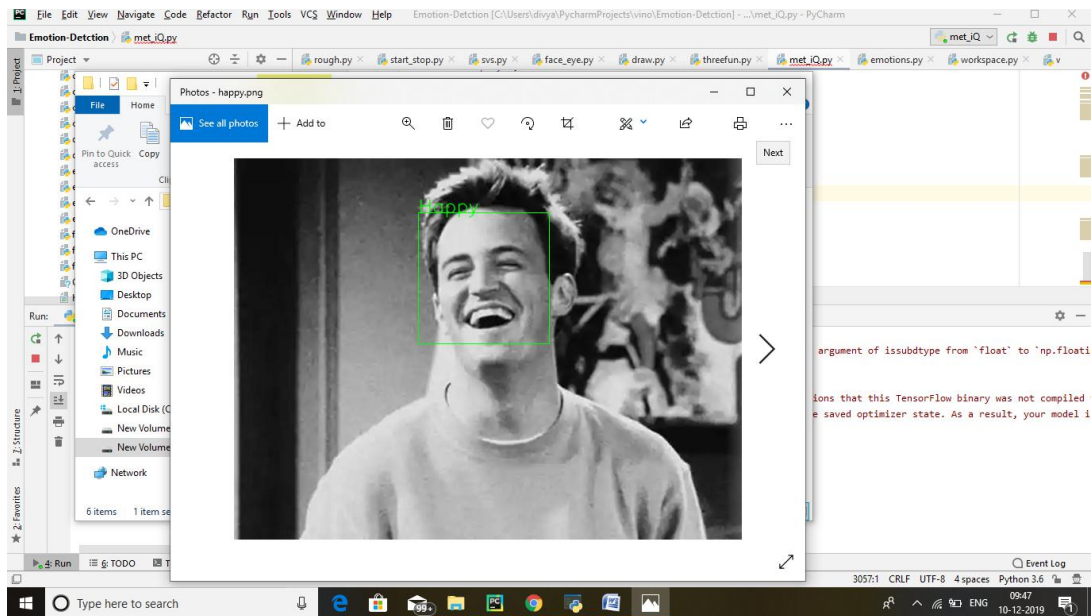 File Edit View Navigate Code Refactor Run Tools VCS Window Help Emotion-Detction [C:\Users\divya\PycharmProjects\vino\Emotion-Detction] - ...\met_iQ.py - PyCharm
Emotion-Detction met_iQ.py met_iQ
1: Project
Project rough.py start_stop.py svs.py face_eye.py draw.py threefun.py met_iQ.py emotions.py workspace.py
File Home
Pin to Quick access
Copy
OneDrive
This PC
3D Objects
Desktop
Documents
Downloads
Music
Pictures
Videos
Local Disk (C
New Volume
New Volume
Network
6 items 1 item se
Photos - happy.png
See all photos Add to
Next
Happy
Run:
argument of issubdtype from `float` to `np.floati
ions that this TensorFlow binary was not compiled
e saved optimizer state. As a result, your model i
7: Structure
2: Favorites
4: Run 6: TODO Event Log
3057:1 CRLF UTF-8 4 spaces Python 3.6
Type here to search
99+
ENG
09:47
10-12-2019